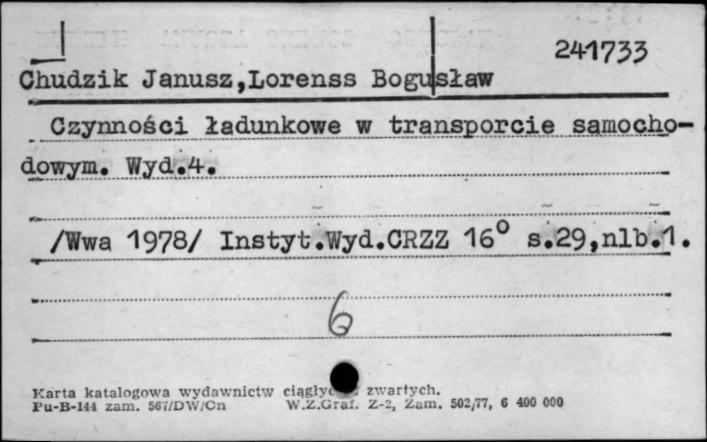 241733
Chudzik Janusz,Lorenss Bogusław
Czynności ładunkowe w transporcie samocho-
dowym. Wyd.4.
/Wwa 1978/ Instyt.Wyd.CRZZ 16° s.29,nlb.1.
6
Karta katalogowa wydawnictw zwartych.
Pu-B-144 zam. 567/DW/Cn W.Z.Graf. Z-2, Zam. 502/77, 6 400 000